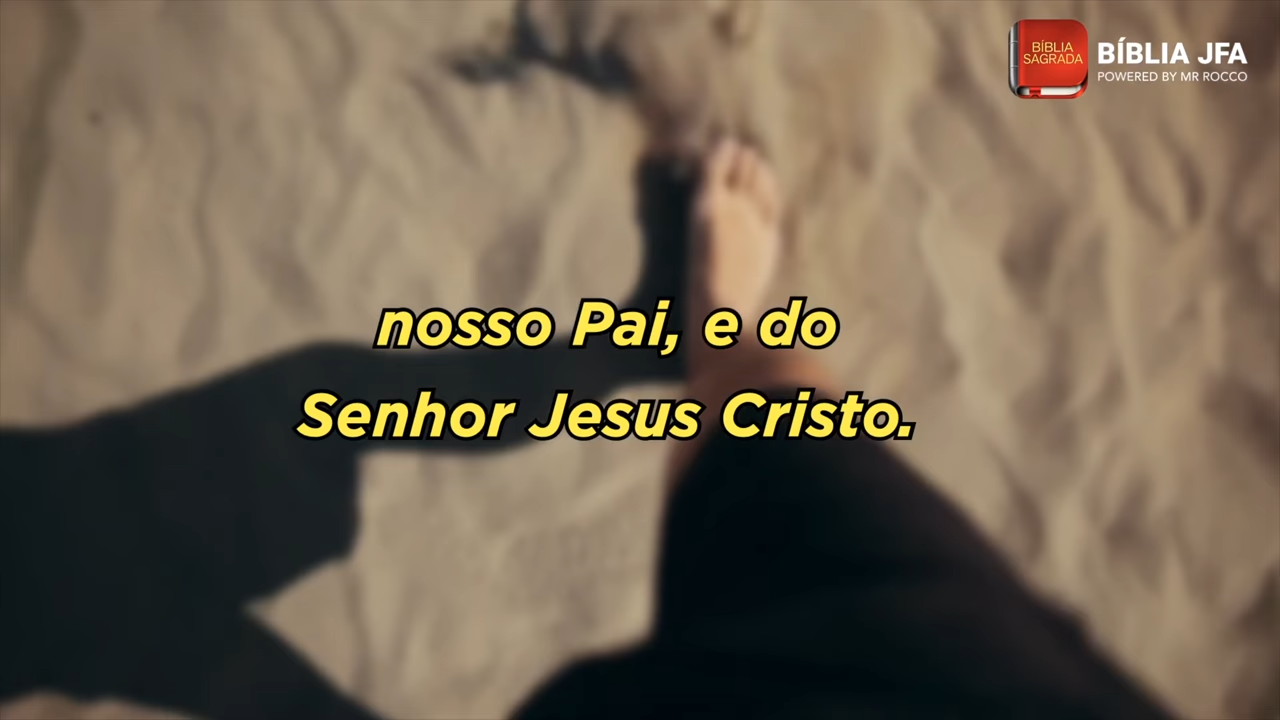 BÍBLIA
SAGRADA
BÍBLIA JFA
POWERED BY MR ROCCO
nosso Pai, e do
Senhor Jesus Cristo.